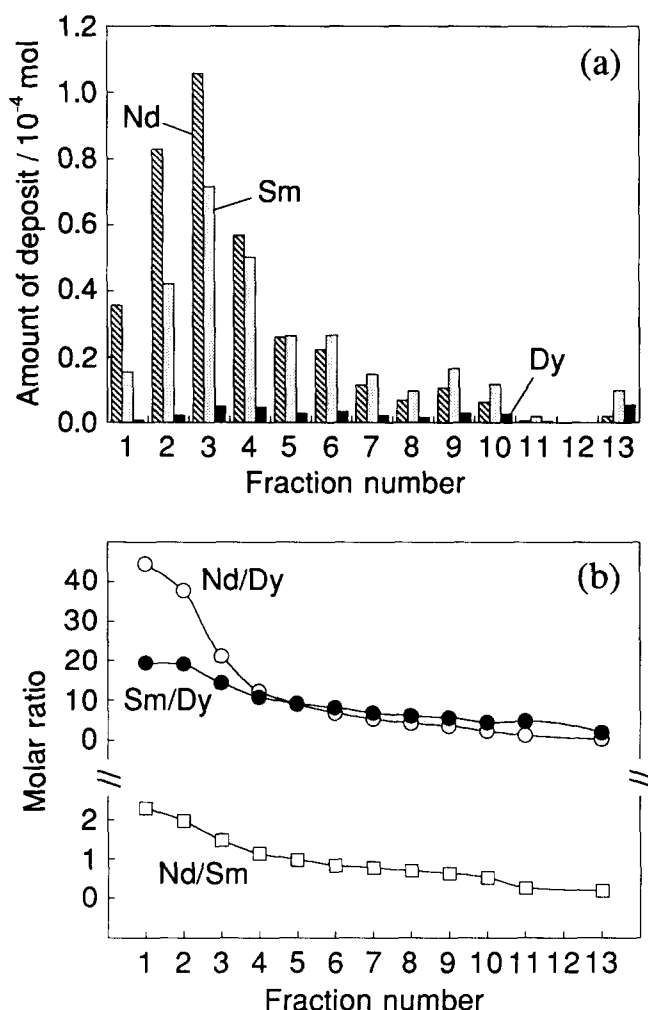 (a)
Amount of deposit / 10⁻⁴ mol
1.2
1.0
0.8
0.6
0.4
0.2
0.0
Nd
Sm
Dy
1 2 3 4 5 6 7 8 9 10 11 12 13
Fraction number
(b)
Molar ratio
40
30
20
10
0
2
1
0
Nd/Dy
Sm/Dy
Nd/Sm
1 2 3 4 5 6 7 8 9 10 11 12 13
Fraction number